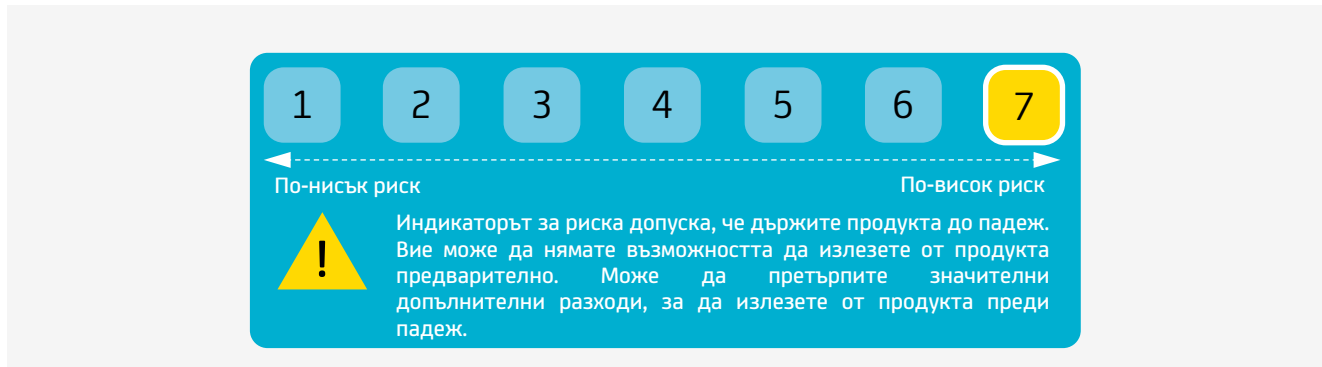 1 2 3 4 5 6 7
По-нисък риск По-висок риск
! Индикаторът за риска допуска, че държите продукта до падеж.
Вие може да нямате възможността да излезете от продукта
предварително. Може да претърпите значителни
допълнителни разходи, за да излезете от продукта преди
падеж.